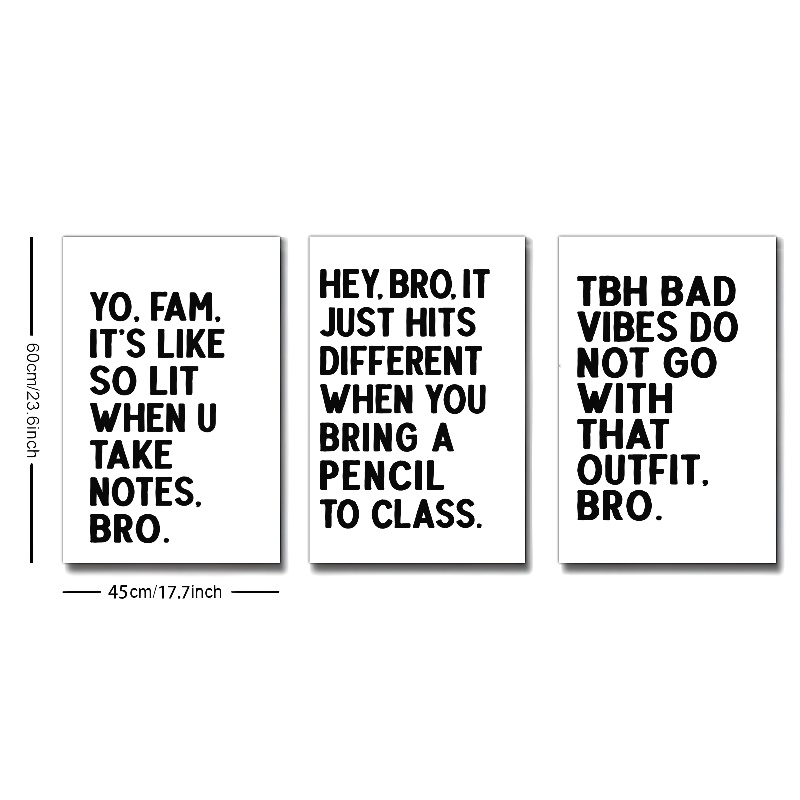 YO, FAM,
IT'S LIKE
SO LIT
WHEN U
TAKE
NOTES,
BRO.
HEY, BRO, IT
JUST HITS
DIFFERENT
WHEN YOU
BRING A
PENCIL
TO CLASS.
TBH BAD
VIBES DO
NOT GO
WITH
THAT
OUTFIT,
BRO.
60cm/23.6inch
45cm/17.7inch